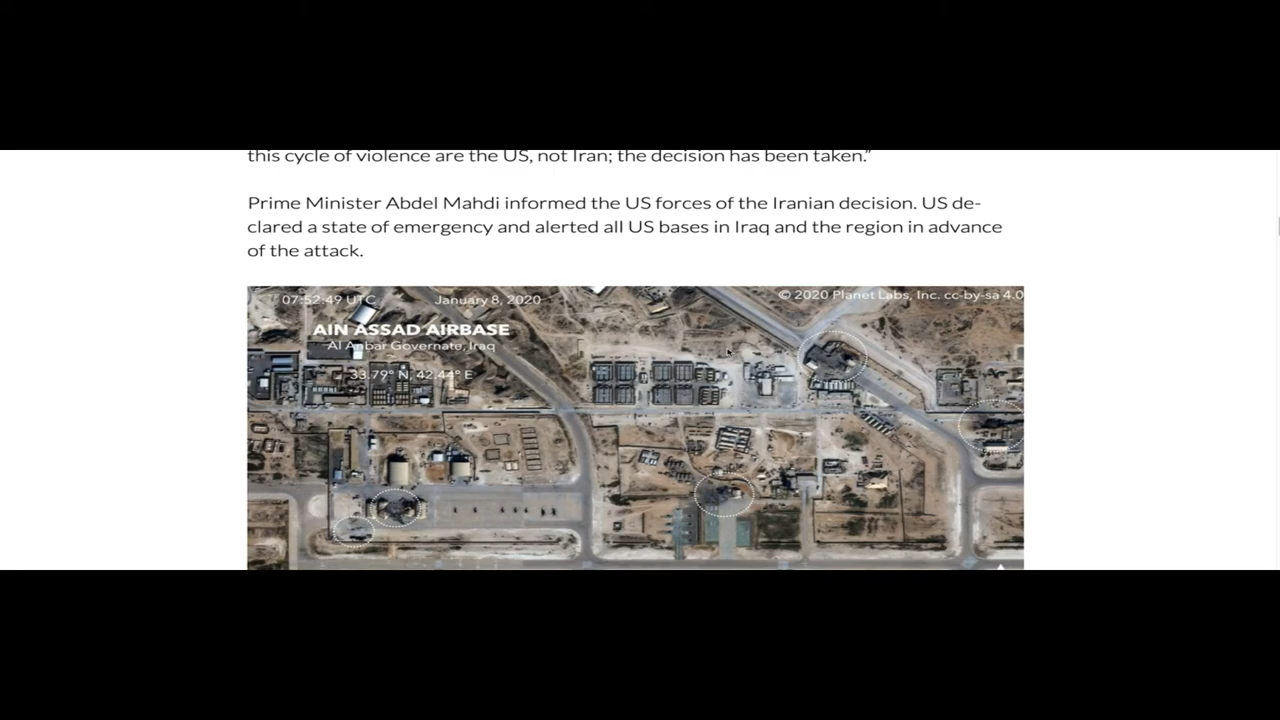 this cycle of violence are the US, not Iran; the decision has been taken.”
Prime Minister Abdel Mahdi informed the US forces of the Iranian decision. US de-
clared a state of emergency and alerted all US bases in Iraq and the region in advance
of the attack.
07:52:49 UTC January 8, 2020 © 2020 Planet Labs, Inc. cc-by-sa 4.0
AIN ASSAD AIRBASE
Al Anbar Governate, Iraq
33.79° N, 42.44° E